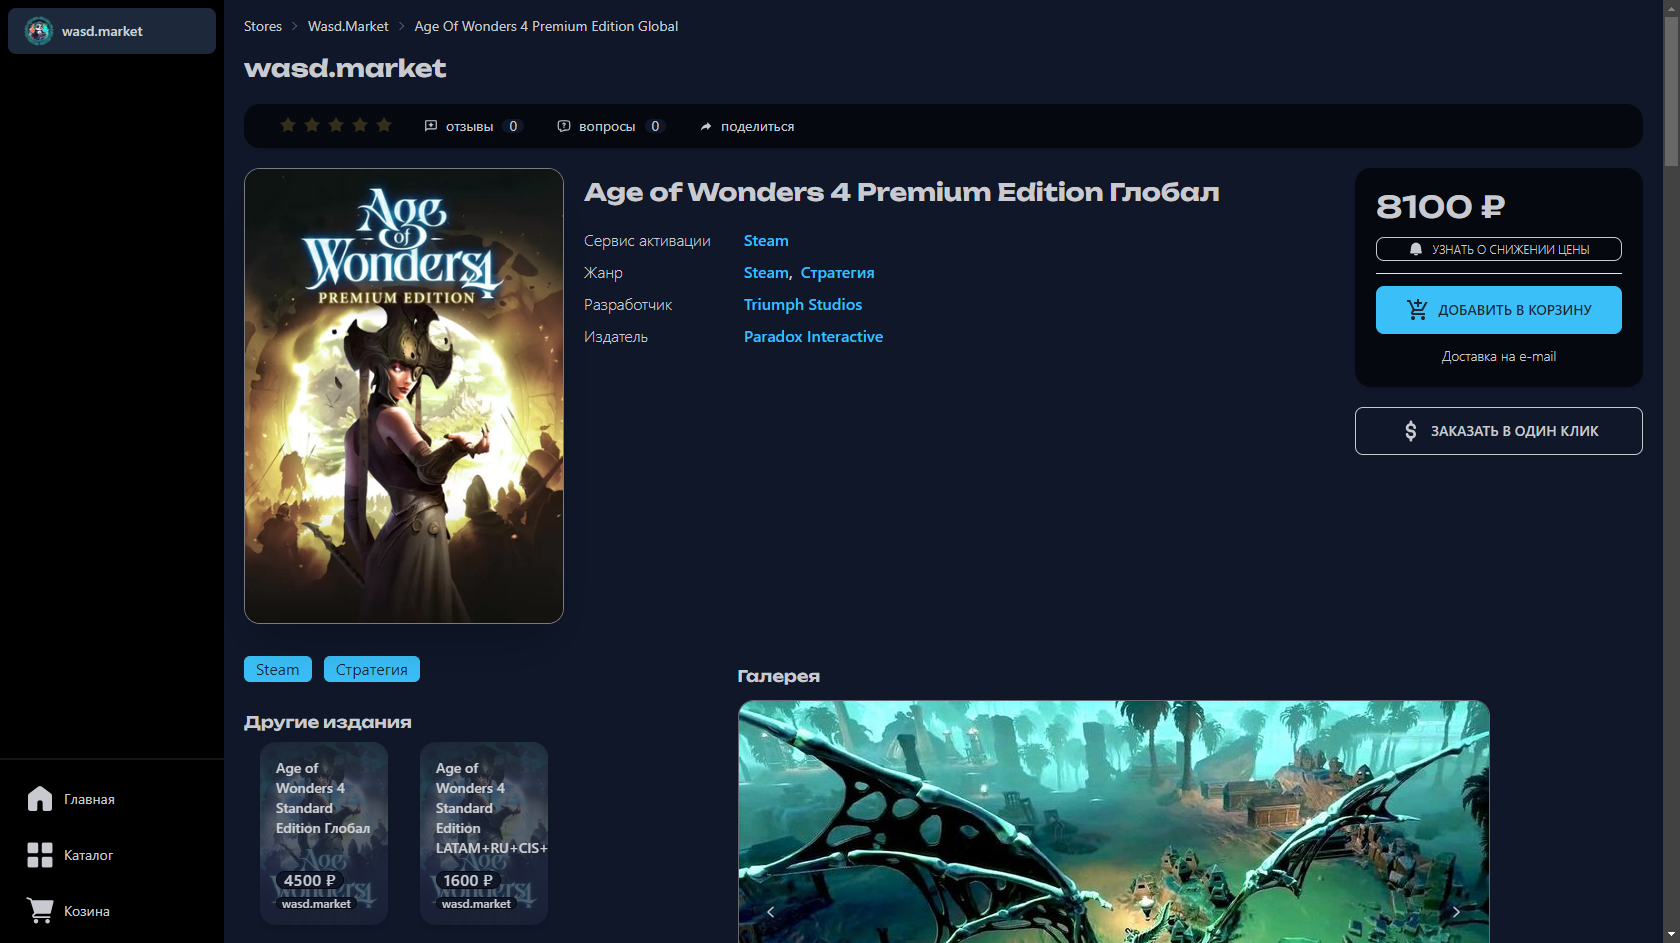 wasd.market
Stores
Wasd.Market
Age Of Wonders 4 Premium Edition Global
wasd.market
отзывы 0
вопросы 0
поделиться
Age
of
Wonders 4
PREMIUM EDITION
Age of Wonders 4 Premium Edition Глобал
Сервис активации Steam
Жанр Steam, Стратегия
Разработчик Triumph Studios
Издатель Paradox Interactive
8100 ₽
УЗНАТЬ О СНИЖЕНИИ ЦЕНЫ
ДОБАВИТЬ В КОРЗИНУ
Доставка на e-mail
ЗАКАЗАТЬ В ОДИН КЛИК
Steam
Стратегия
Другие издания
Age of
Wonders 4
Standard
Edition Глобал
4500 ₽
wasd.market
Age of
Wonders 4
Standard
Edition
LATAM+RU+CIS+
1600 ₽
wasd.market
Галерея
Главная
Каталог
Козина